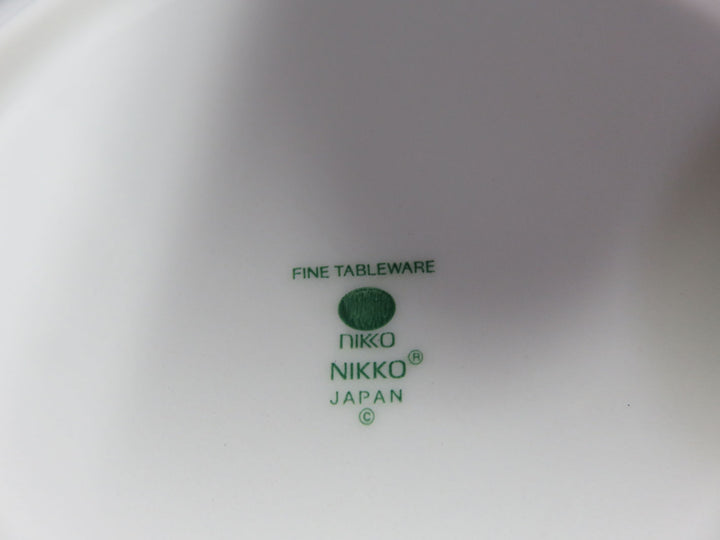 FINE TABLEWARE
nikko
NIKKO®
JAPAN
©